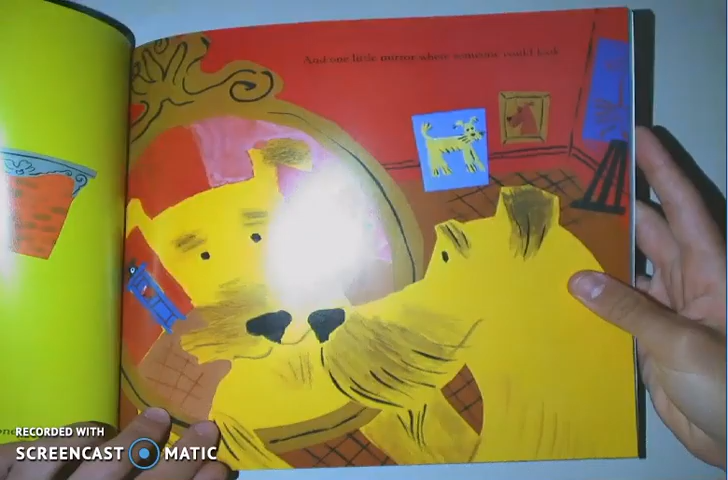 And one little mirror where someone could look
RECORDED WITH
SCREENCAST MATIC